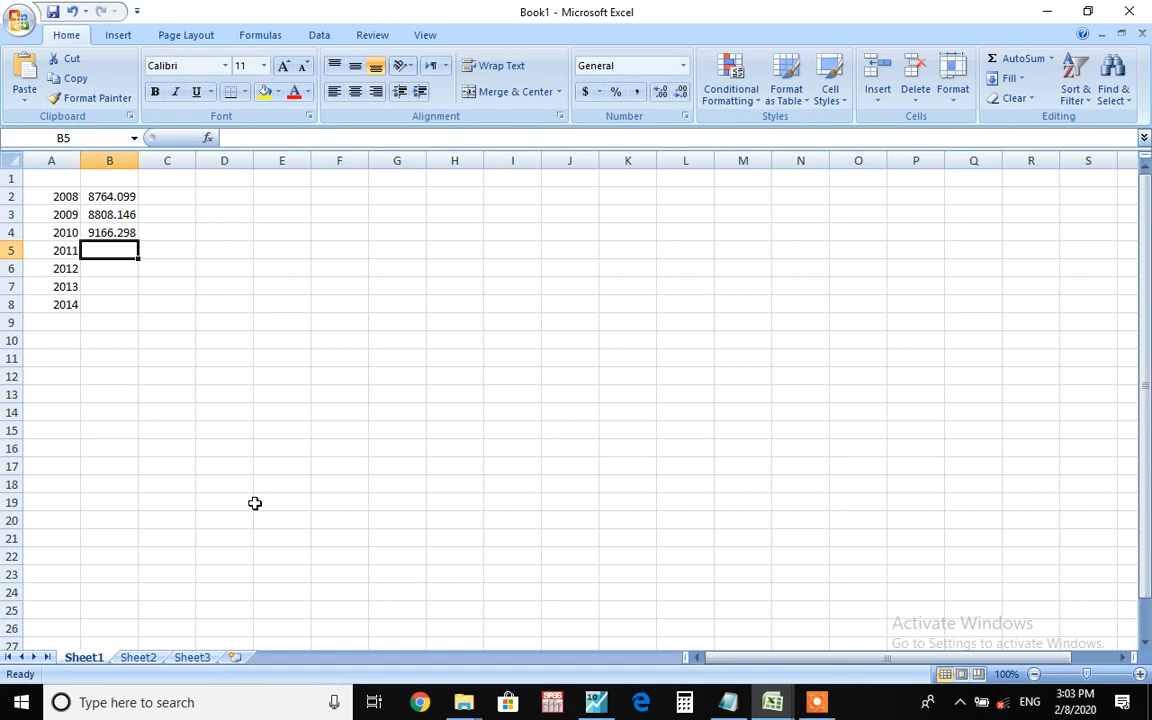 Book1 - Microsoft Excel
Home Insert Page Layout Formulas Data Review View
Paste Cut Copy Format Painter
Calibri 11
B I U
Wrap Text
Merge & Center
General
$ % ,
Conditional Formatting
Format as Table
Cell Styles
Insert Delete Format
Σ AutoSum
Fill
Clear
Sort & Filter
Find & Select
Clipboard Font Alignment Number Styles Cells Editing
B5 fx
A B C D E F G H I J K L M N O P Q R S
1
2 2008 8764.099
3 2009 8808.146
4 2010 9166.298
5 2011
6 2012
7 2013
8 2014
9
10
11
12
13
14
15
16
17
18
19
20
21
22
23
24
25
26
27
Activate Windows
Go to Settings to activate Windows.
Sheet1 Sheet2 Sheet3
Ready 100%
Type here to search
ENG
3:03 PM
2/8/2020